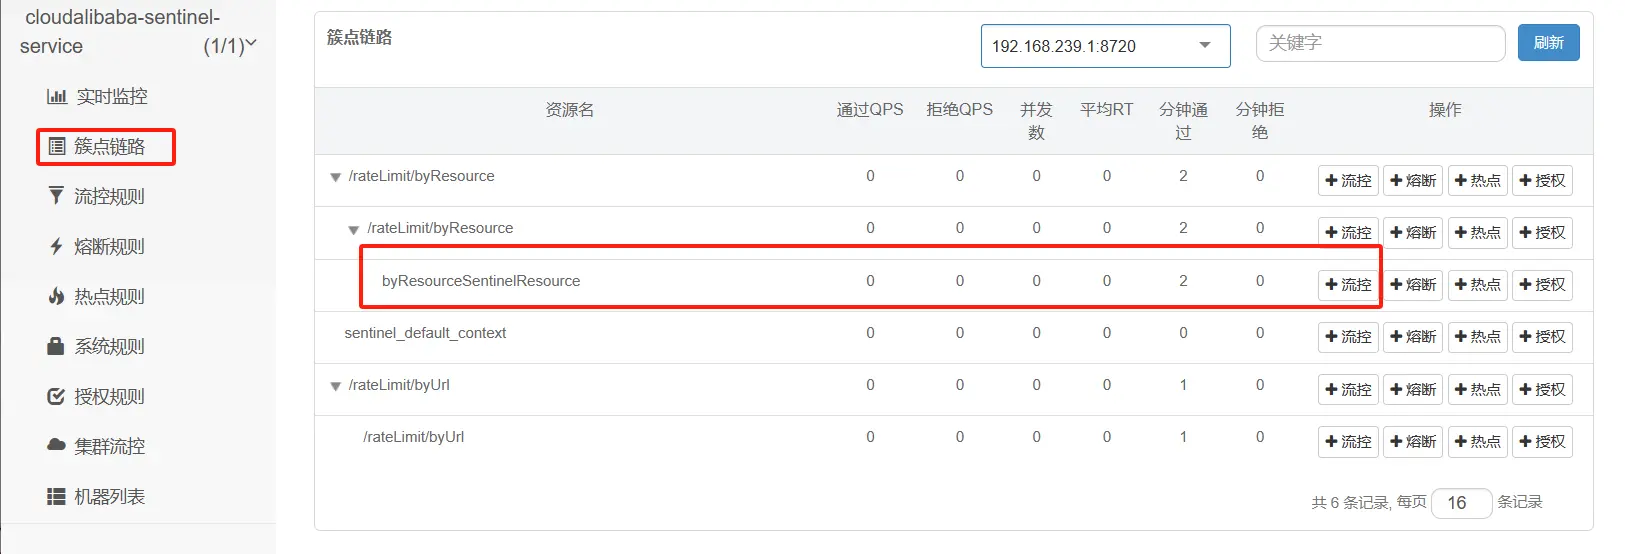 cloudalibaba-sentinel-
service (1/1)
实时监控
簇点链路
流控规则
熔断规则
热点规则
系统规则
授权规则
集群流控
机器列表
簇点链路 192.168.239.1:8720 关键字 刷新
资源名 通过QPS 拒绝QPS 并发 平均RT 分钟通 分钟拒 操作
数 过 绝
/rateLimit/byResource 0 0 0 0 2 0 流控 熔断 热点 授权
/rateLimit/byResource 0 0 0 0 2 0 流控 熔断 热点 授权
byResourceSentinelResource 0 0 0 0 2 0 流控 熔断 热点 授权
sentinel_default_context 0 0 0 0 0 0 流控 熔断 热点 授权
/rateLimit/byUrl 0 0 0 0 1 0 流控 熔断 热点 授权
/rateLimit/byUrl 0 0 0 0 1 0 流控 熔断 热点 授权
共 6 条记录, 每页 16 条记录